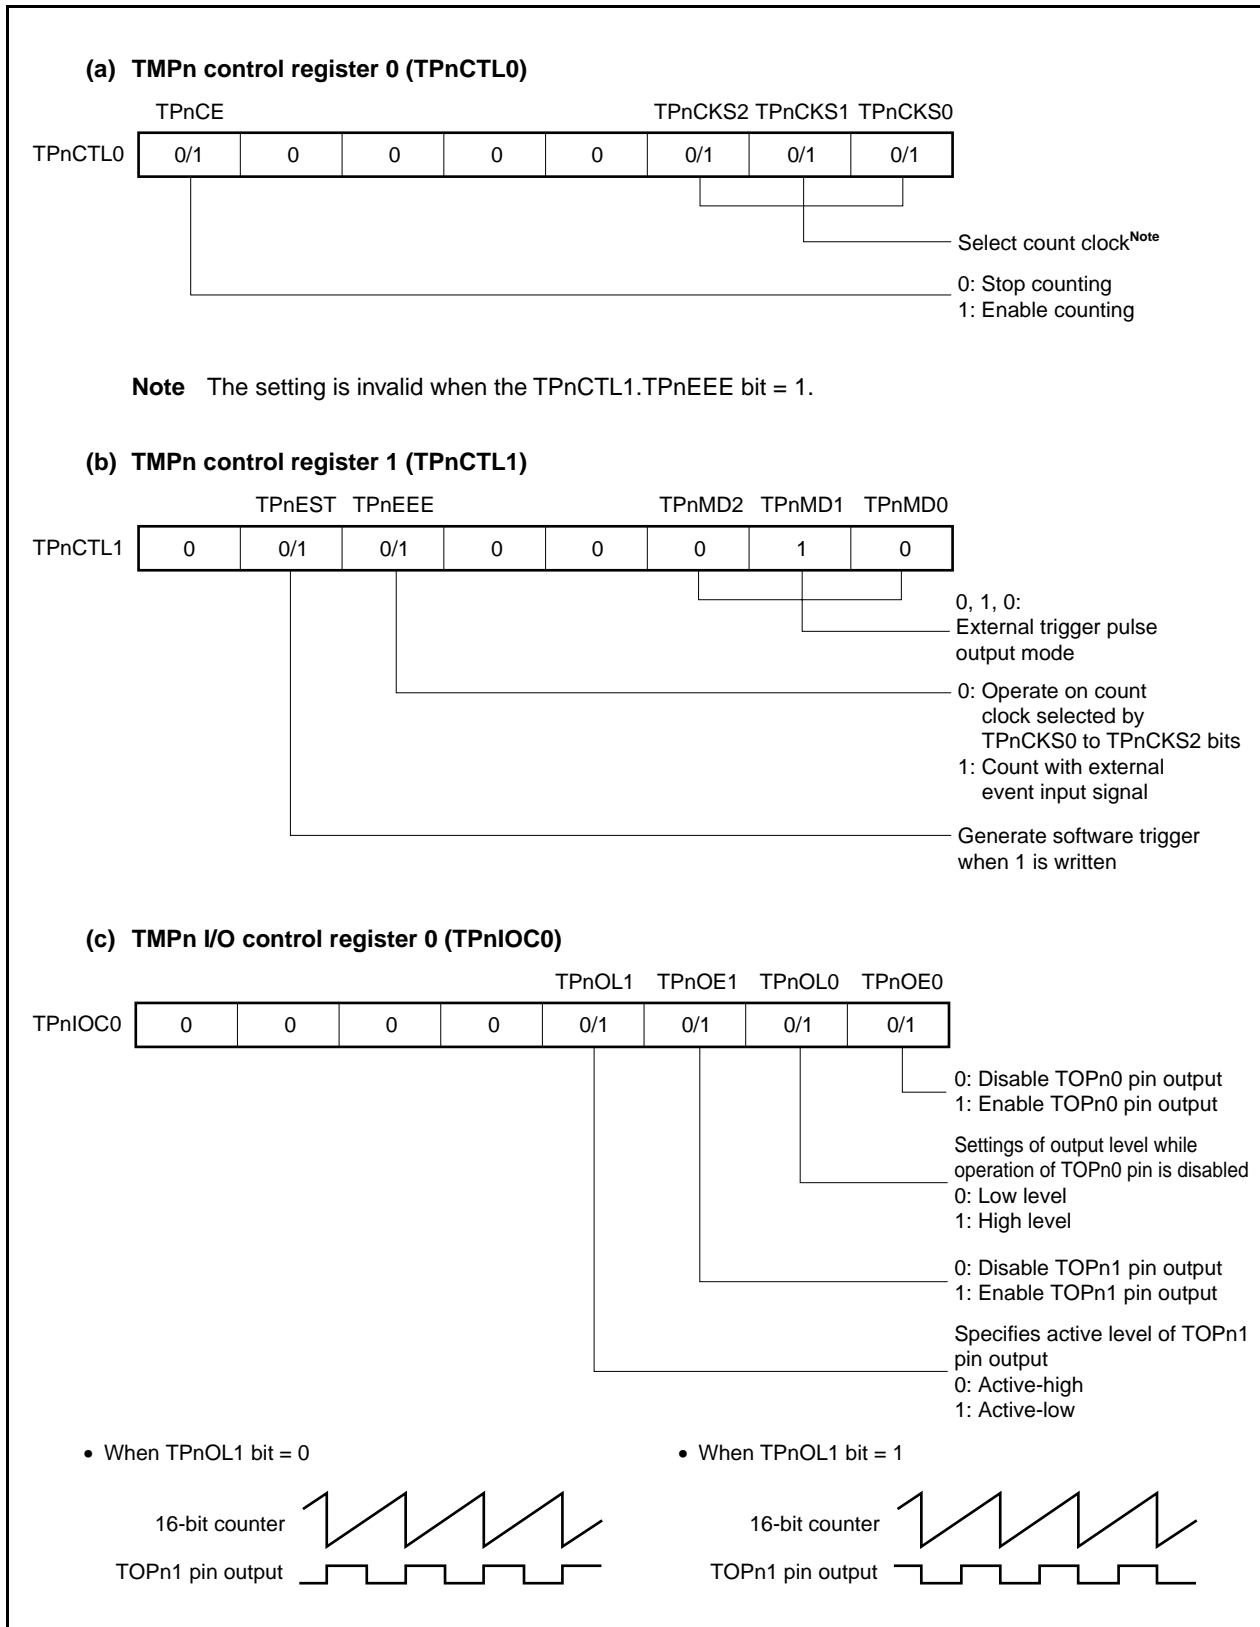 (a) TMPn control register 0 (TPnCTL0)
TPnCE TPnCKS2 TPnCKS1 TPnCKS0
TPnCTL0 0/1 0 0 0 0 0/1 0/1 0/1
Select count clockNote
0: Stop counting
1: Enable counting
Note The setting is invalid when the TPnCTL1.TPnEEE bit = 1.
(b) TMPn control register 1 (TPnCTL1)
TPnEST TPnEEE TPnMD2 TPnMD1 TPnMD0
TPnCTL1 0 0/1 0/1 0 0 0 1 0
0, 1, 0:
External trigger pulse
output mode
0: Operate on count
clock selected by
TPnCKS0 to TPnCKS2 bits
1: Count with external
event input signal
Generate software trigger
when 1 is written
(c) TMPn I/O control register 0 (TPnIOC0)
TPnOL1 TPnOE1 TPnOL0 TPnOE0
TPnIOC0 0 0 0 0 0/1 0/1 0/1 0/1
0: Disable TOPn0 pin output
1: Enable TOPn0 pin output
Settings of output level while
operation of TOPn0 pin is disabled
0: Low level
1: High level
0: Disable TOPn1 pin output
1: Enable TOPn1 pin output
Specifies active level of TOPn1
pin output
0: Active-high
1: Active-low
• When TPnOL1 bit = 0
16-bit counter
TOPn1 pin output
• When TPnOL1 bit = 1
16-bit counter
TOPn1 pin output